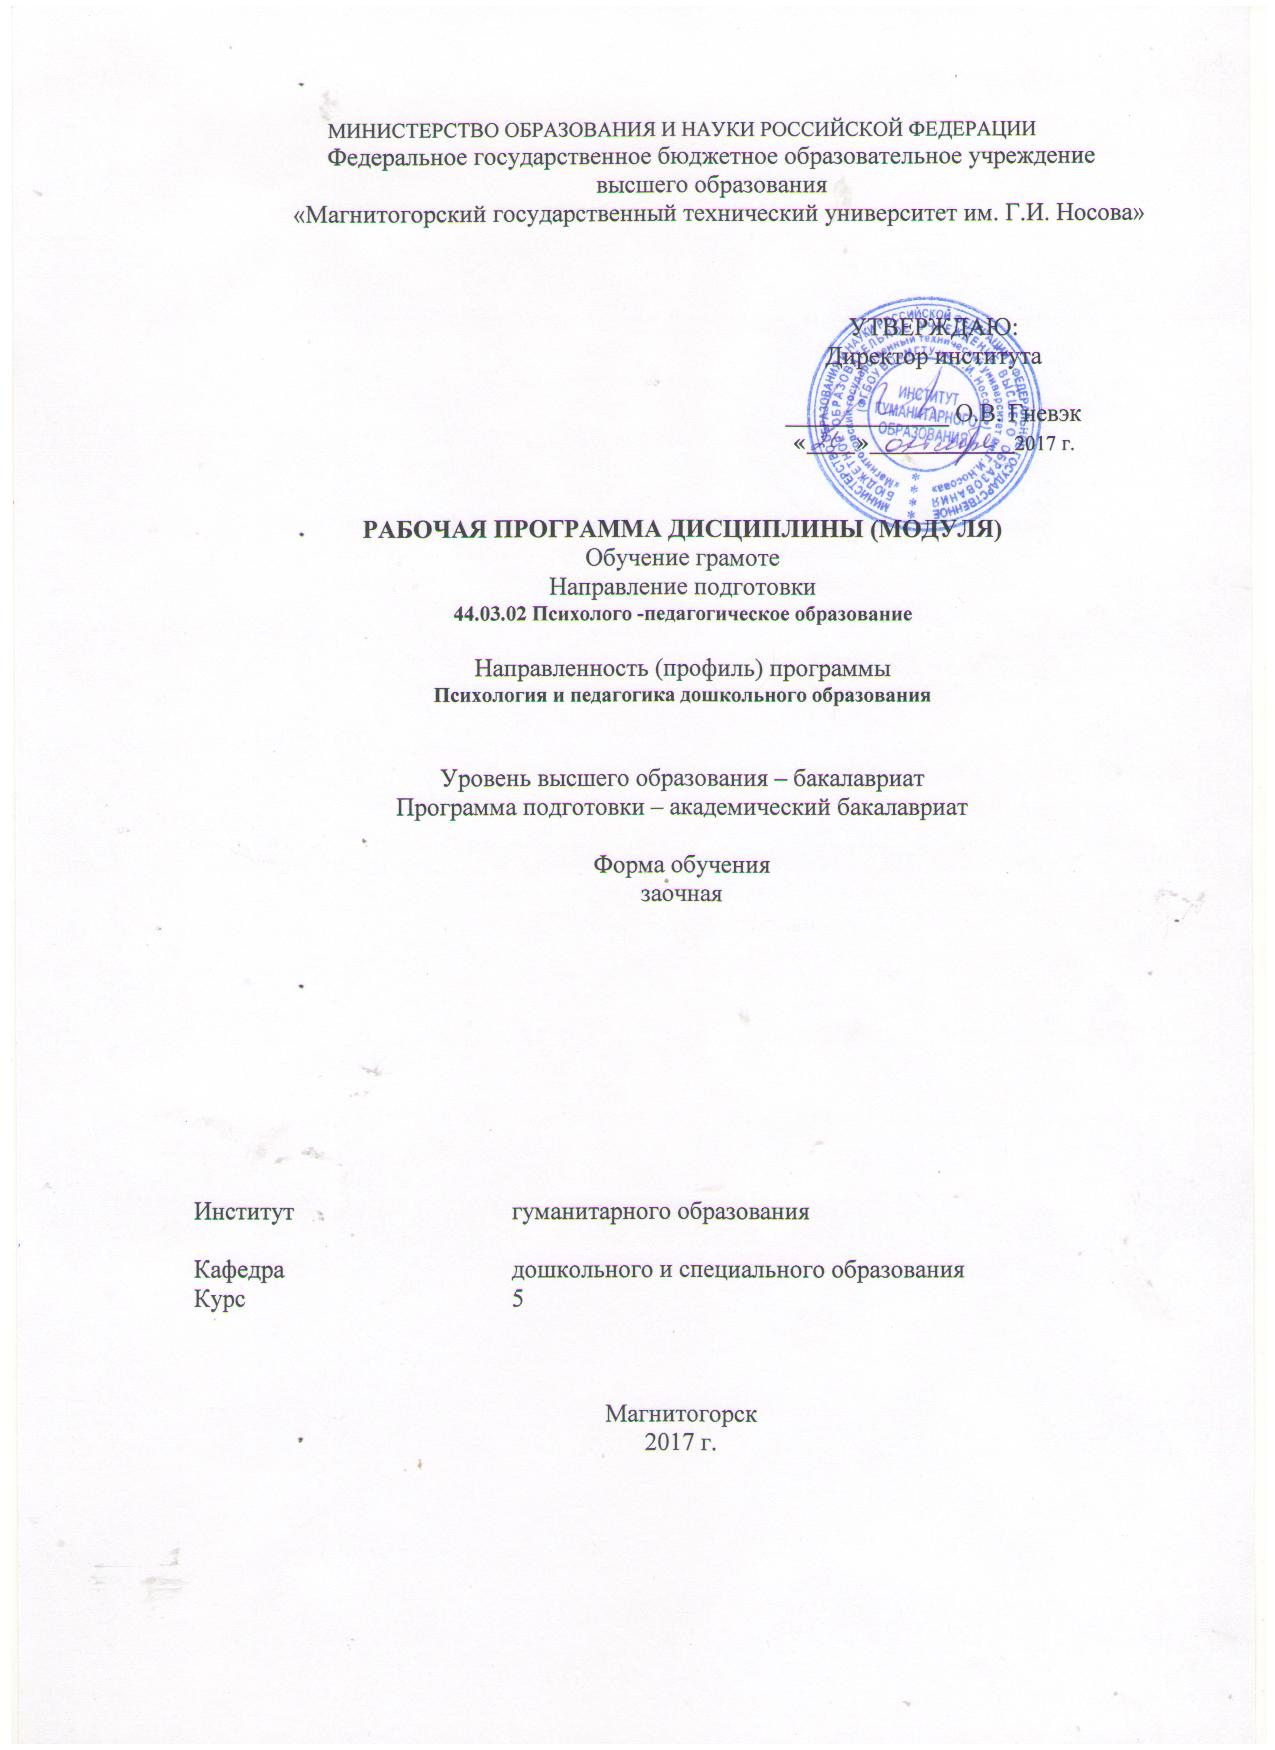 МИНИСТЕРСТВО ОБРАЗОВАНИЯ И НАУКИ РОССИЙСКОЙ ФЕДЕРАЦИИ
Федеральное государственное бюджетное образовательное учреждение
высшего образования
«Магнитогорский государственный технический университет им. Г.И. Носова»
УТВЕРЖДАЮ:
Директор института
О.В. Гневэк
« » 2017 г.
ИНСТИТУТ
ГУМАНИТАРНОГО
ОБРАЗОВАНИЯ
РАБОЧАЯ ПРОГРАММА ДИСЦИПЛИНЫ (МОДУЛЯ)
Обучение грамоте
Направление подготовки
44.03.02 Психолого -педагогическое образование
Направленность (профиль) программы
Психология и педагогика дошкольного образования
Уровень высшего образования – бакалавриат
Программа подготовки – академический бакалавриат
Форма обучения
заочная
Институт гуманитарного образования
Кафедра дошкольного и специального образования
Курс 5
Магнитогорск
2017 г.